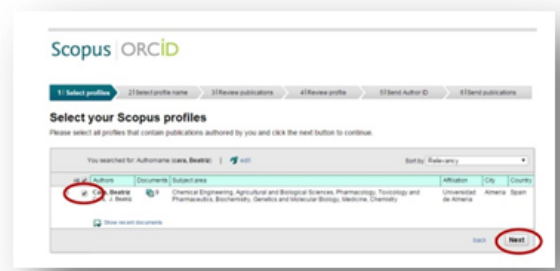 Scopus | ORCID
1 | Select profiles 2 | Select profile name 3 | Review publications 4 | Review profile 5 | Send Author ID 6 | Send publications
Select your Scopus profiles
Please select all profiles that contain publications authored by you and click the next button to continue.
You searched for: Authorname (cara, Beatriz) | edit Sort by: Relevancy
Authors Documents Subject area Affiliation City Country
Cara, Beatriz 9 Chemical Engineering, Agricultural and Biological Sciences, Pharmacology, Toxicology and Universidad Almeria Spain
Beatriz Pharmaceutics, Biochemistry, Genetics and Molecular Biology, Medicine, Chemistry de Almeria
Show recent documents
back Next